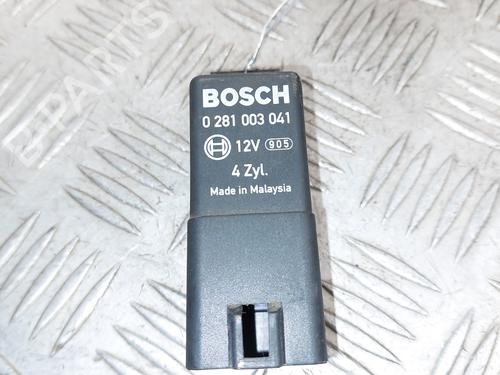 BOSCH
0 281 003 041
12V 905
4 Zyl.
Made in Malaysia